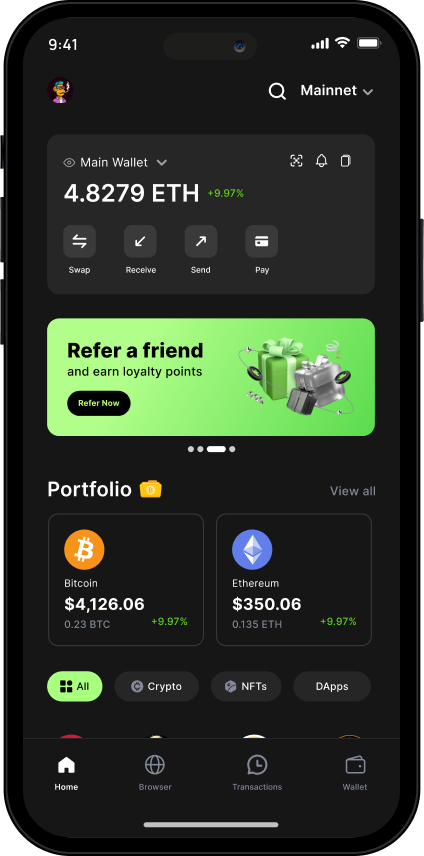 9:41
Mainnet
Main Wallet
4.8279 ETH +9.97%
Swap Receive Send Pay
Refer a friend
and earn loyalty points
Refer Now
Portfolio View all
Bitcoin Ethereum
$4,126.06 $350.06
0.23 BTC +9.97% 0.135 ETH +9.97%
All Crypto NFTs DApps
Home Browser Transactions Wallet